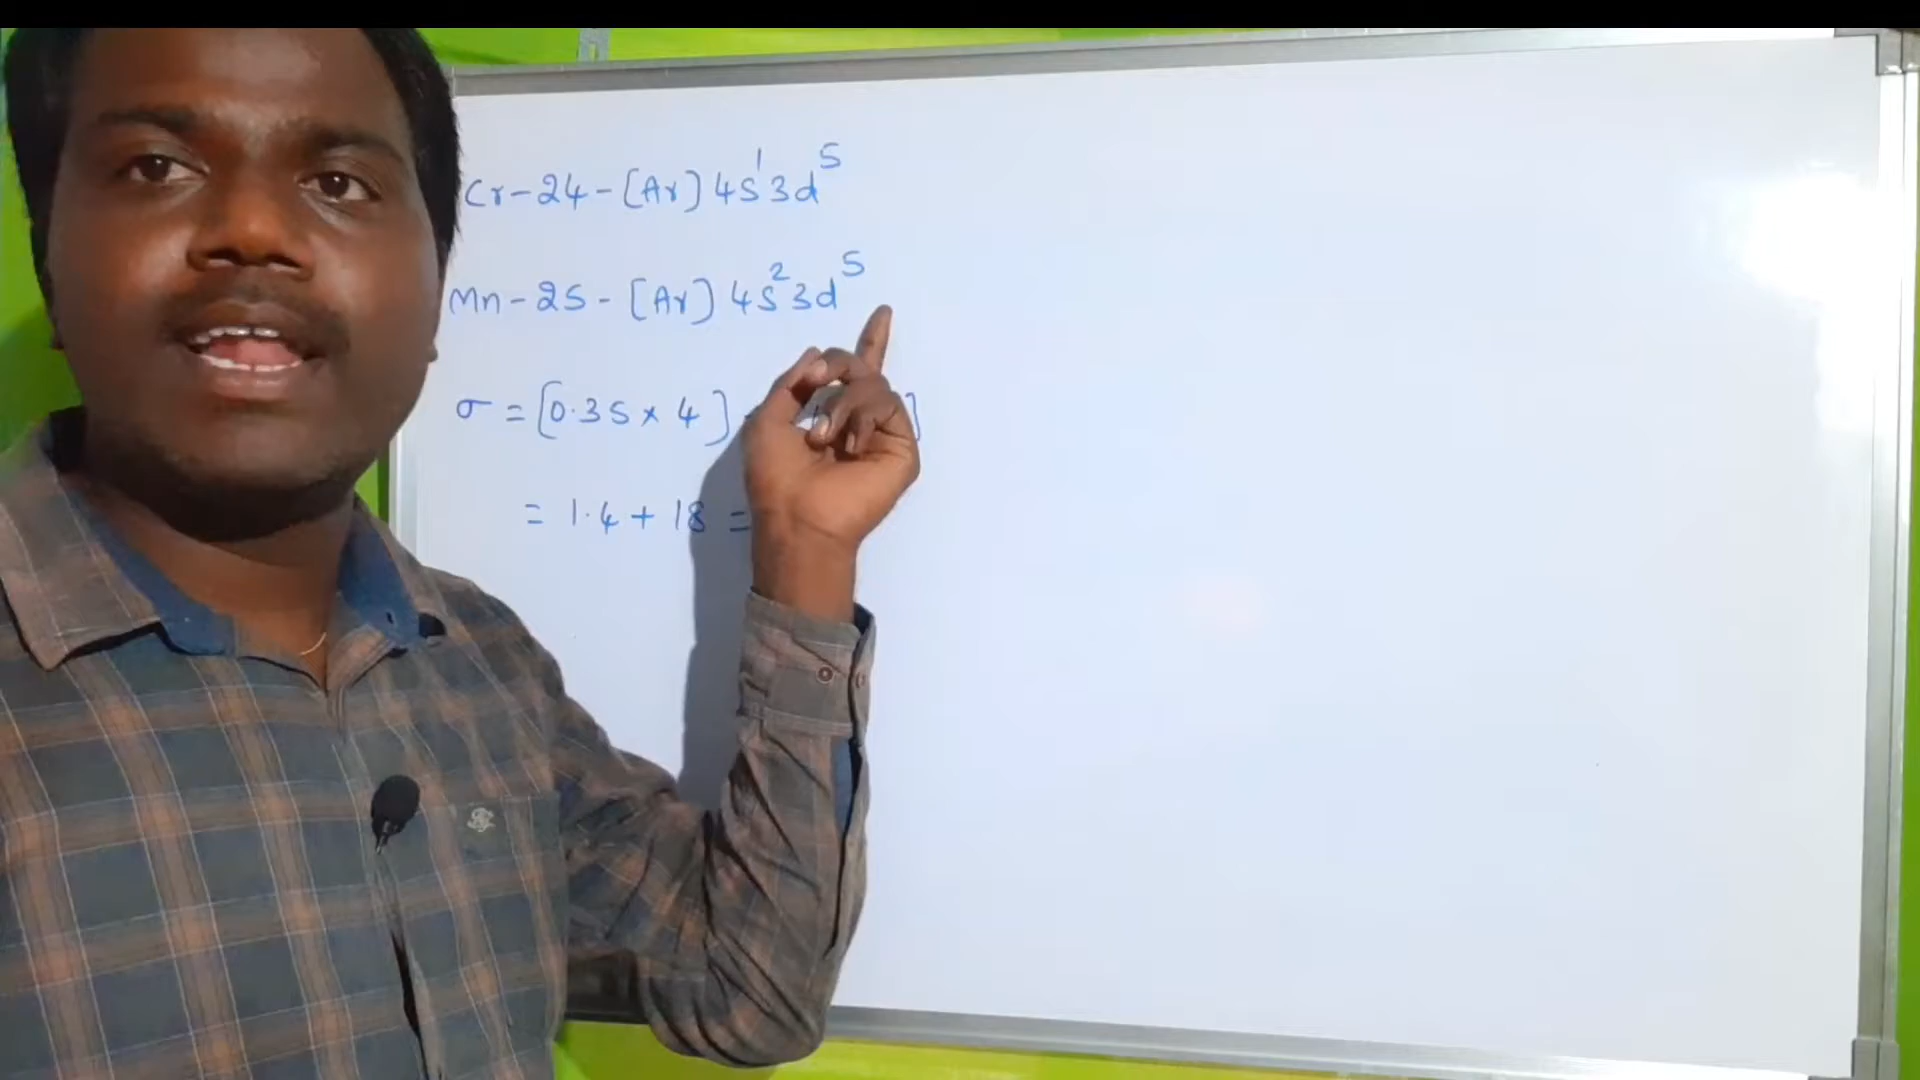 Cr-24-[Ar] 4s¹3d⁵
Mn-25-[Ar] 4s²3d⁵
σ = [0.35 × 4] ]
= 1.4 + 18 =